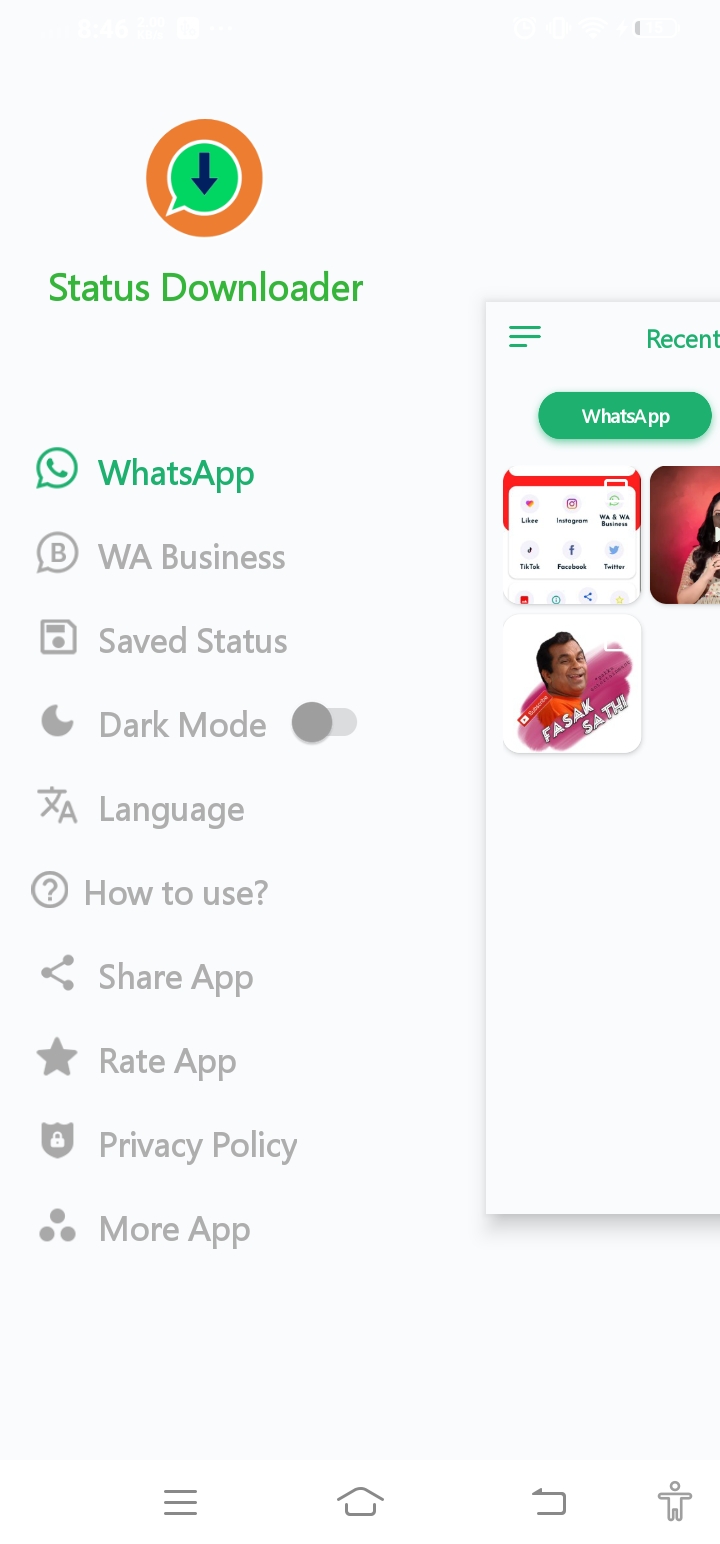 8:46
Status Downloader
Recent
WhatsApp
WhatsApp
Likee
Instagram
WA & WA
Business
TikTok
Facebook
Twitter
WA Business
Saved Status
Subscribe
FASAK
SATHI
Dark Mode
Language
How to use?
Share App
Rate App
Privacy Policy
More App